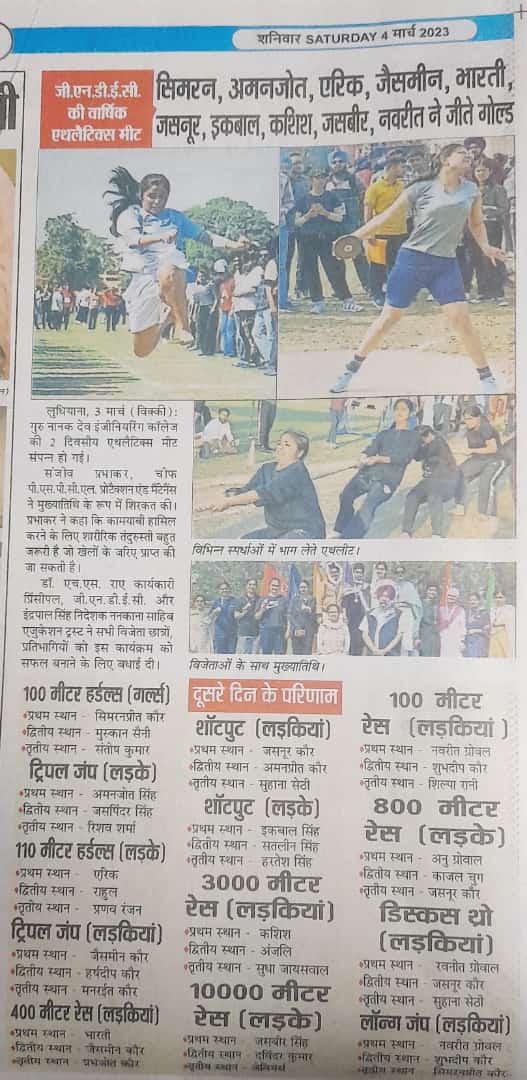 शनिवार SATURDAY 4 मार्च 2023
जी.एन.डी.ई.सी.
की वार्षिक
एथलैटिक्स मीट
सिमरन, अमनजोत, एरिक, जैसमीन, भारती,
जसनूर, इकबाल, कशिश, जसबीर, नवरीत ने जीते गोल्ड
लुधियाना, 3 मार्च (विक्की):
गुरु नानक देव इंजीनियरिंग कॉलेज
की 2 दिवसीय एथलैटिक्स मीट
संपन्न हो गई।
संजीव प्रभाकर, चीफ
पी.एस.पी.सी.एल. प्रोटैक्शन एंड मैंटेनैंस
ने मुख्यातिथि के रूप में शिरकत की।
प्रभाकर ने कहा कि कामयाबी हासिल
करने के लिए शारीरिक तंदुरुस्ती बहुत
जरूरी है जो खेलों के जरिए प्राप्त की
जा सकती है।
डॉ. एच.एस. राए कार्यकारी
प्रिंसीपल, जी.एन.डी.ई.सी. और
इंद्रपाल सिंह निदेशक ननकाना साहिब
एजुकेशन ट्रस्ट ने सभी विजेता छात्रों,
प्रतिभागियों को इस कार्यक्रम को
सफल बनाने के लिए बधाई दी।
विभिन्न स्पर्धाओं में भाग लेते एथलीट।
विजेताओं के साथ मुख्यातिथि।
100 मीटर हर्डल्स (गर्ल्स)
प्रथम स्थान - सिमरनप्रीत कौर
द्वितीय स्थान - मुस्कान सैनी
तृतीय स्थान - संतोष कुमार
ट्रिपल जंप (लड़के)
प्रथम स्थान - अमनजोत सिंह
द्वितीय स्थान - जसपिंदर सिंह
तृतीय स्थान - रिशव शर्मा
110 मीटर हर्डल्स (लड़के)
प्रथम स्थान - एरिक
द्वितीय स्थान - राहुल
तृतीय स्थान - प्रणव रंजन
ट्रिपल जंप (लड़कियां)
प्रथम स्थान - जैसमीन कौर
द्वितीय स्थान - हर्षदीप कौर
तृतीय स्थान - मनरईत कौर
400 मीटर रेस (लड़कियां)
प्रथम स्थान - भारती
द्वितीय स्थान - जैसमीन कौर
तृतीय स्थान - प्रभजोत कौर
दूसरे दिन के परिणाम
शॉटपुट (लड़कियां)
प्रथम स्थान - जसनूर कौर
द्वितीय स्थान - अमनप्रीत कौर
तृतीय स्थान - सुहाना सेठी
शॉटपुट (लड़के)
प्रथम स्थान - इकबाल सिंह
द्वितीय स्थान - सतलीन सिंह
तृतीय स्थान - हरतेश सिंह
3000 मीटर
रेस (लड़कियां)
प्रथम स्थान - कशिश
द्वितीय स्थान - अंजलि
तृतीय स्थान - सुधा जायसवाल
10000 मीटर
रेस (लड़के)
प्रथम स्थान - जसबीर सिंह
द्वितीय स्थान - दविंदर कुमार
तृतीय स्थान -
100 मीटर
रेस (लड़कियां )
प्रथम स्थान - नवरीत ग्रेवाल
द्वितीय स्थान - शुभदीप कौर
तृतीय स्थान - शिल्पा रानी
800 मीटर
रेस (लड़के)
प्रथम स्थान - अनु ग्रोवाल
द्वितीय स्थान - काजल चुग
तृतीय स्थान - जसनूर कौर
डिस्कस थ्रो
(लड़कियां)
प्रथम स्थान - रवनीत ग्रोवाल
द्वितीय स्थान - जसनूर कौर
तृतीय स्थान - सुहाना सेठी
लॉन्ग जंप (लड़कियां)
प्रथम स्थान - नवरीत ग्रोवल
द्वितीय स्थान - शुभदीप कौर
तृतीय स्थान - सिमरनप्रीत कौर